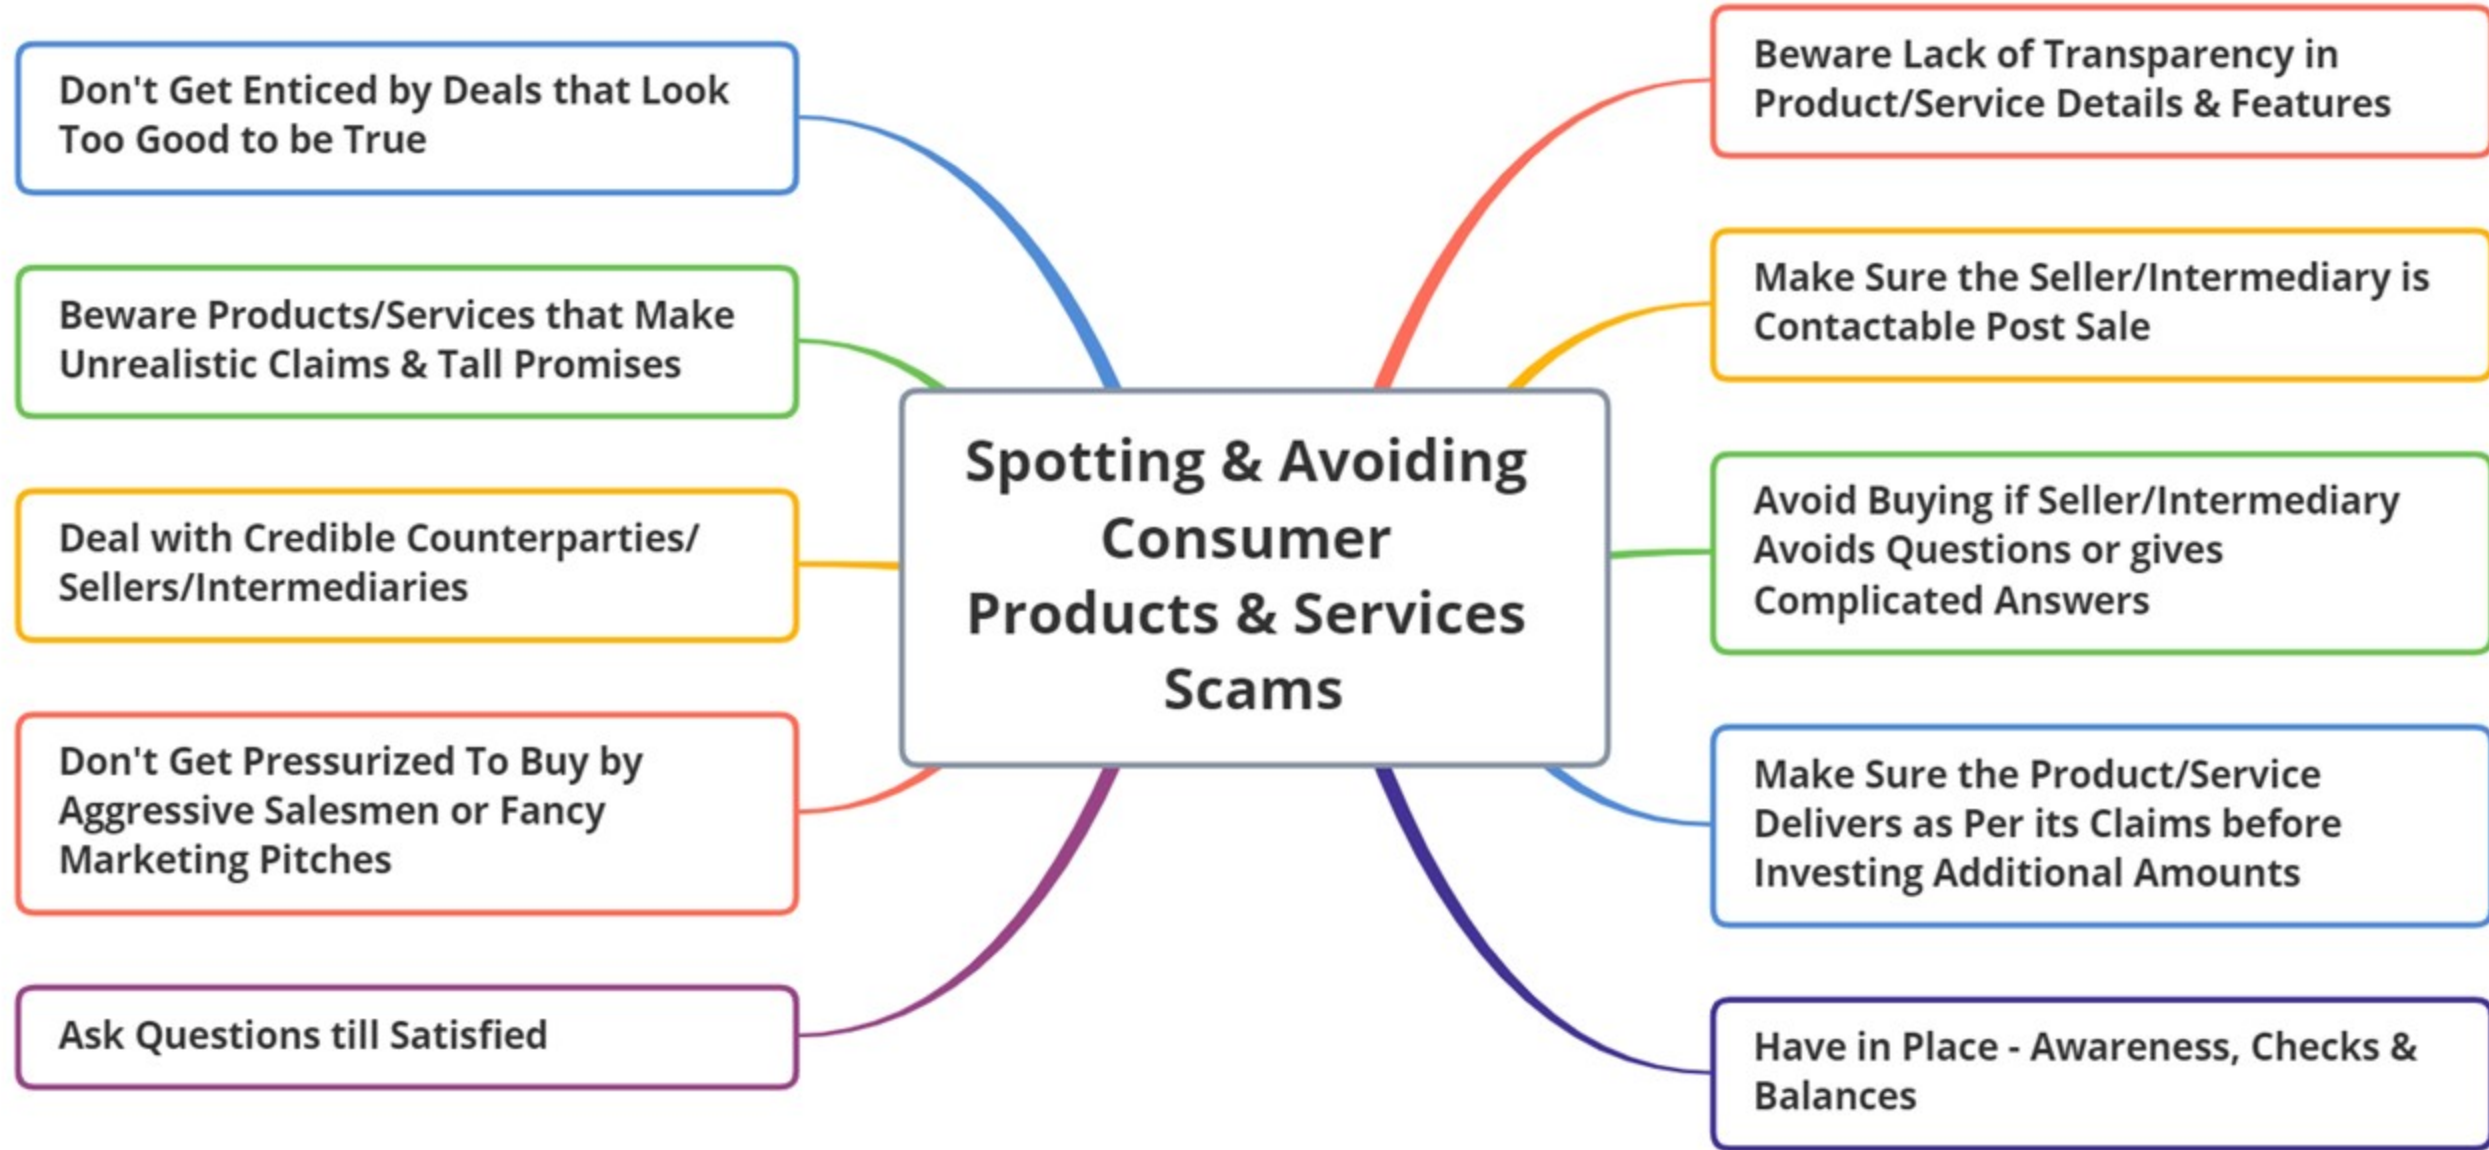 Don't Get Enticed by Deals that Look
Too Good to be True
Beware Products/Services that Make
Unrealistic Claims & Tall Promises
Deal with Credible Counterparties/
Sellers/Intermediaries
Don't Get Pressurized To Buy by
Aggressive Salesmen or Fancy
Marketing Pitches
Ask Questions till Satisfied
Spotting & Avoiding
Consumer
Products & Services
Scams
Beware Lack of Transparency in
Product/Service Details & Features
Make Sure the Seller/Intermediary is
Contactable Post Sale
Avoid Buying if Seller/Intermediary
Avoids Questions or gives
Complicated Answers
Make Sure the Product/Service
Delivers as Per its Claims before
Investing Additional Amounts
Have in Place - Awareness, Checks &
Balances